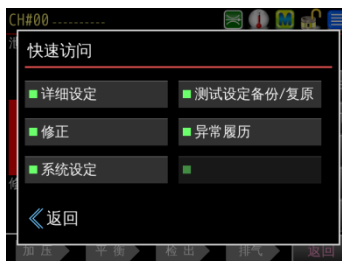 CH#00 ----------
快速访问
详细设定
测试设定备份/复原
修正
异常履历
系统设定
返回
加压 平衡 检出 排气 返回